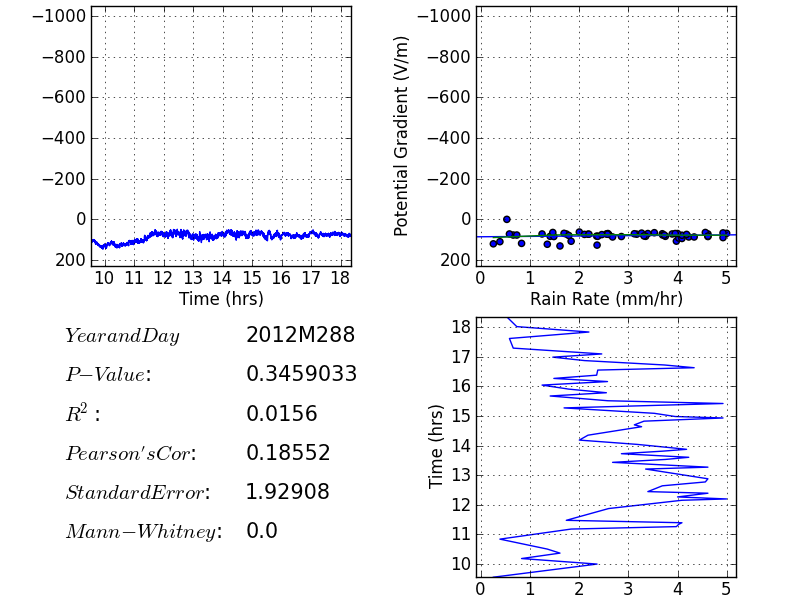 −1000
−800
−600
−400
−200
0
200
10 11 12 13 14 15 16 17 18
Time (hrs)
Potential Gradient (V/m)
−1000
−800
−600
−400
−200
0
200
0 1 2 3 4 5
Rain Rate (mm/hr)
YearandDay 2012M288
P−Value: 0.3459033
R² : 0.0156
Pearson'sCor: 0.18552
StandardError: 1.92908
Mann−Whitney: 0.0
Time (hrs)
18
17
16
15
14
13
12
11
10
0 1 2 3 4 5